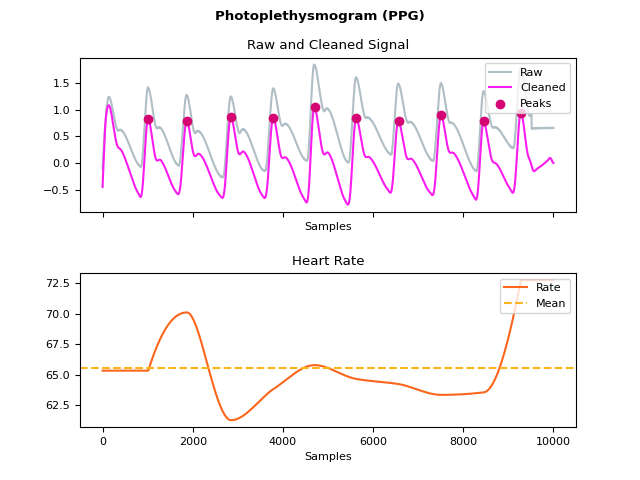 Photoplethysmogram (PPG)
Raw and Cleaned Signal
Raw
Cleaned
Peaks
1.5
1.0
0.5
0.0
−0.5
Samples
Heart Rate
Rate
Mean
72.5
70.0
67.5
65.0
62.5
0 2000 4000 6000 8000 10000
Samples